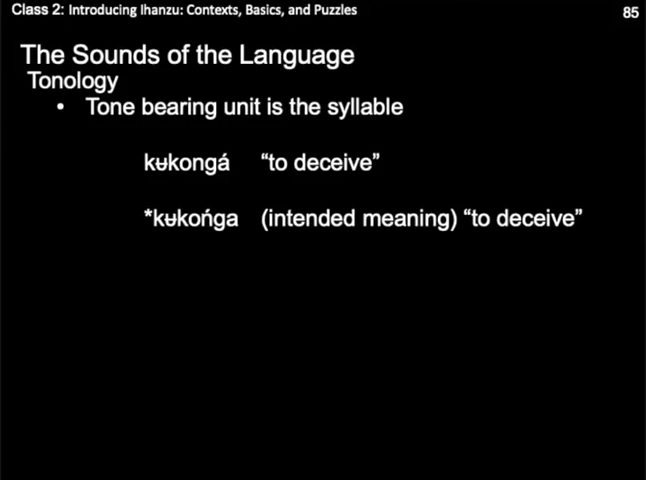 Class 2: Introducing Ihanzu: Contexts, Basics, and Puzzles 85
The Sounds of the Language
Tonology
• Tone bearing unit is the syllable
kʉkongá “to deceive”
*kʉkońga (intended meaning) “to deceive”